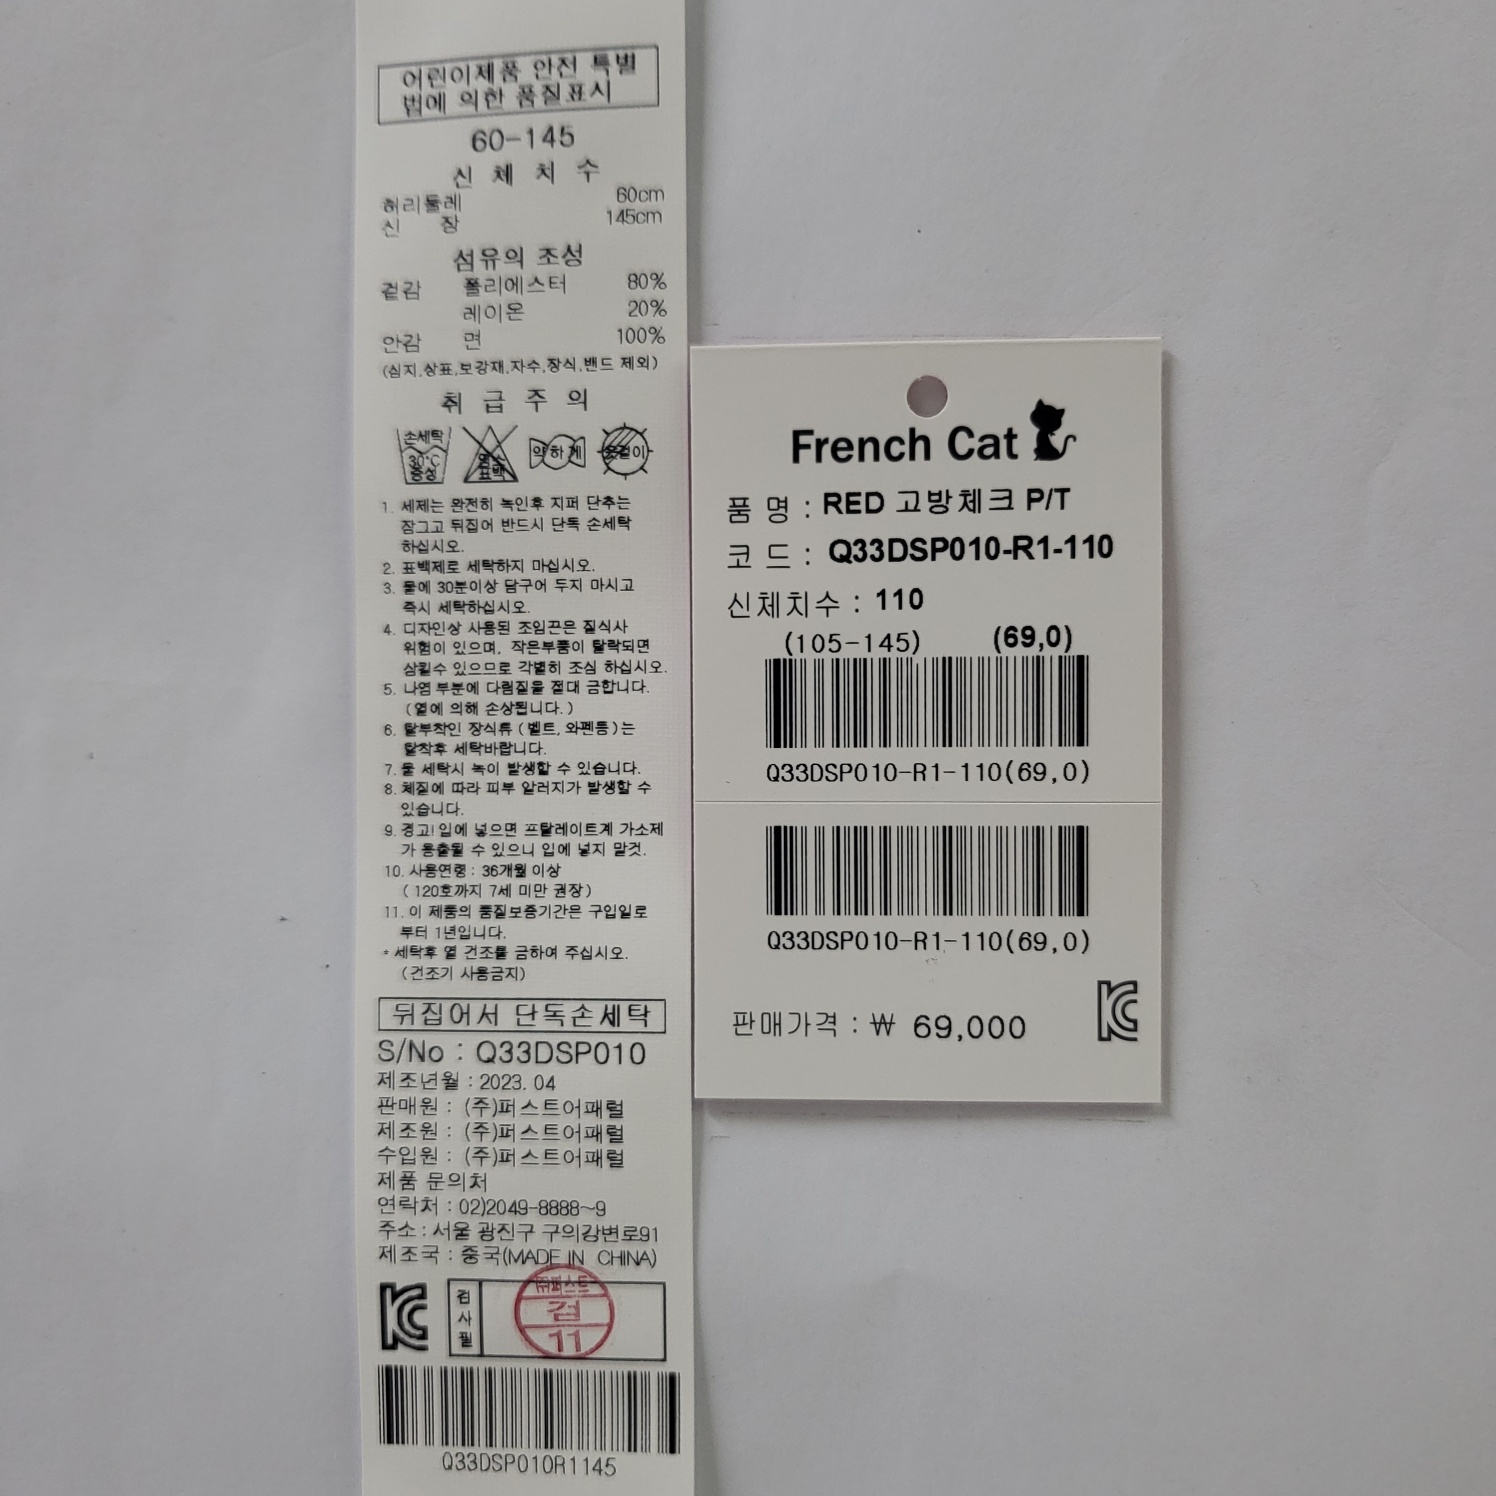 어린이제품 안전 특별
법에 의한 품질표시
60-145
신 체 치 수
허리둘레 60cm
신 장 145cm
섬유의 조성
겉감 폴리에스터 80%
레이온 20%
안감 면 100%
(심지,상표,보강재,자수,장식,밴드 제외)
취 급 주 의
손세탁
30°C
중성
염소
표백
약하게
옷걸이
1. 세제는 완전히 녹인후 지퍼 단추는
잠그고 뒤집어 반드시 단독 손세탁
하십시오.
2. 표백제로 세탁하지 마십시오.
3. 물에 30분이상 담구어 두지 마시고
즉시 세탁하십시오.
4. 디자인상 사용된 조임끈은 질식사
위험이 있으며, 작은부품이 탈락되면
삼킬수 있으므로 각별히 조심 하십시오.
5. 나염 부분에 다림질을 절대 금합니다.
(열에 의해 손상됩니다.)
6. 탈부착인 장식류 (벨트, 와펜등)는
탈착후 세탁바랍니다.
7. 물 세탁시 녹이 발생할 수 있습니다.
8. 체질에 따라 피부 알러지가 발생할 수
있습니다.
9. 경고! 입에 넣으면 프탈레이트계 가소제
가 용출될 수 있으니 입에 넣지 말것.
10. 사용연령 : 36개월 이상
( 120호까지 7세 미만 권장)
11. 이 제품의 품질보증기간은 구입일로
부터 1년입니다.
* 세탁후 열 건조를 금하여 주십시오.
(건조기 사용금지)
뒤집어서 단독손세탁
S/No : Q33DSP010
제조년월 : 2023. 04
판매원 : (주)퍼스트어패럴
제조원 : (주)퍼스트어패럴
수입원 : (주)퍼스트어패럴
제품 문의처
연락처 : 02)2049-8888~9
주소 : 서울 광진구 구의강변로91
제조국 : 중국(MADE IN CHINA)
검사필
㈜퍼스트
검
11
Q33DSP010R1145
French Cat
품 명 : RED 고방체크 P/T
코 드 : Q33DSP010-R1-110
신체치수 : 110
(105-145) (69,0)
Q33DSP010-R1-110(69,0)
Q33DSP010-R1-110(69,0)
판매가격 : ₩ 69,000